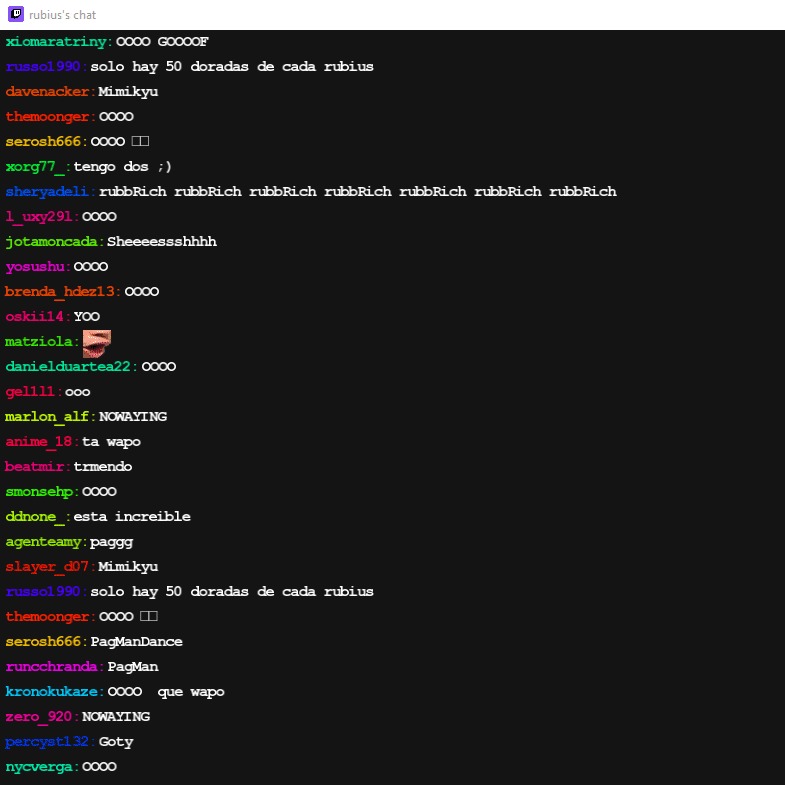 rubius's chat
xiomaratriny:OOOO GOOOOF
russo1990:solo hay 50 doradas de cada rubius
davenacker:Mimikyu
themoonger:OOOO
serosh666:OOOO □□
xorg77_:tengo dos ;)
sheryadeli:rubbRich rubbRich rubbRich rubbRich rubbRich rubbRich rubbRich
l_uxy29l:OOOO
jotamoncada:Sheeeessshhhh
yosushu:OOOO
brenda_hdez13:OOOO
oskii14:YOO
matziola:
danielduartea22:OOOO
gel1l1:ooo
marlon_alf:NOWAYING
anime_18:ta wapo
beatmir:trmendo
smonsehp:OOOO
ddnone_:esta increible
agenteamy:paggg
slayer_d07:Mimikyu
russo1990:solo hay 50 doradas de cada rubius
themoonger:OOOO □□
serosh666:PagManDance
runcchranda:PagMan
kronokukaze:OOOO  que wapo
zero_920:NOWAYING
percyst132:Goty
nycverga:OOOO